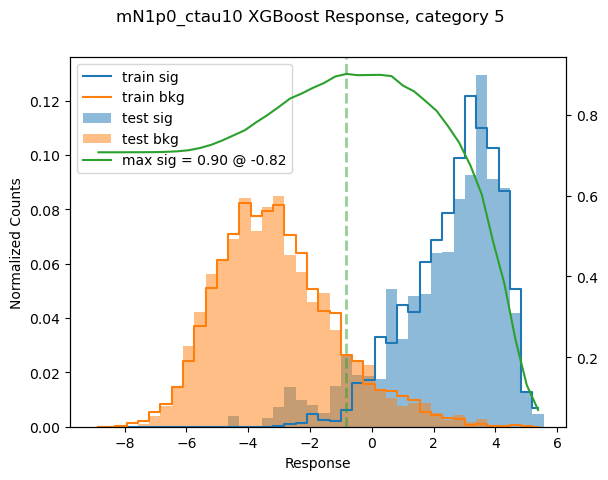 mN1p0_ctau10 XGBoost Response, category 5
train sig
train bkg
test sig
test bkg
max sig = 0.90 @ -0.82
Normalized Counts
0.12
0.10
0.08
0.06
0.04
0.02
0.00
0.8
0.6
0.4
0.2
−8 −6 −4 −2 0 2 4 6
Response